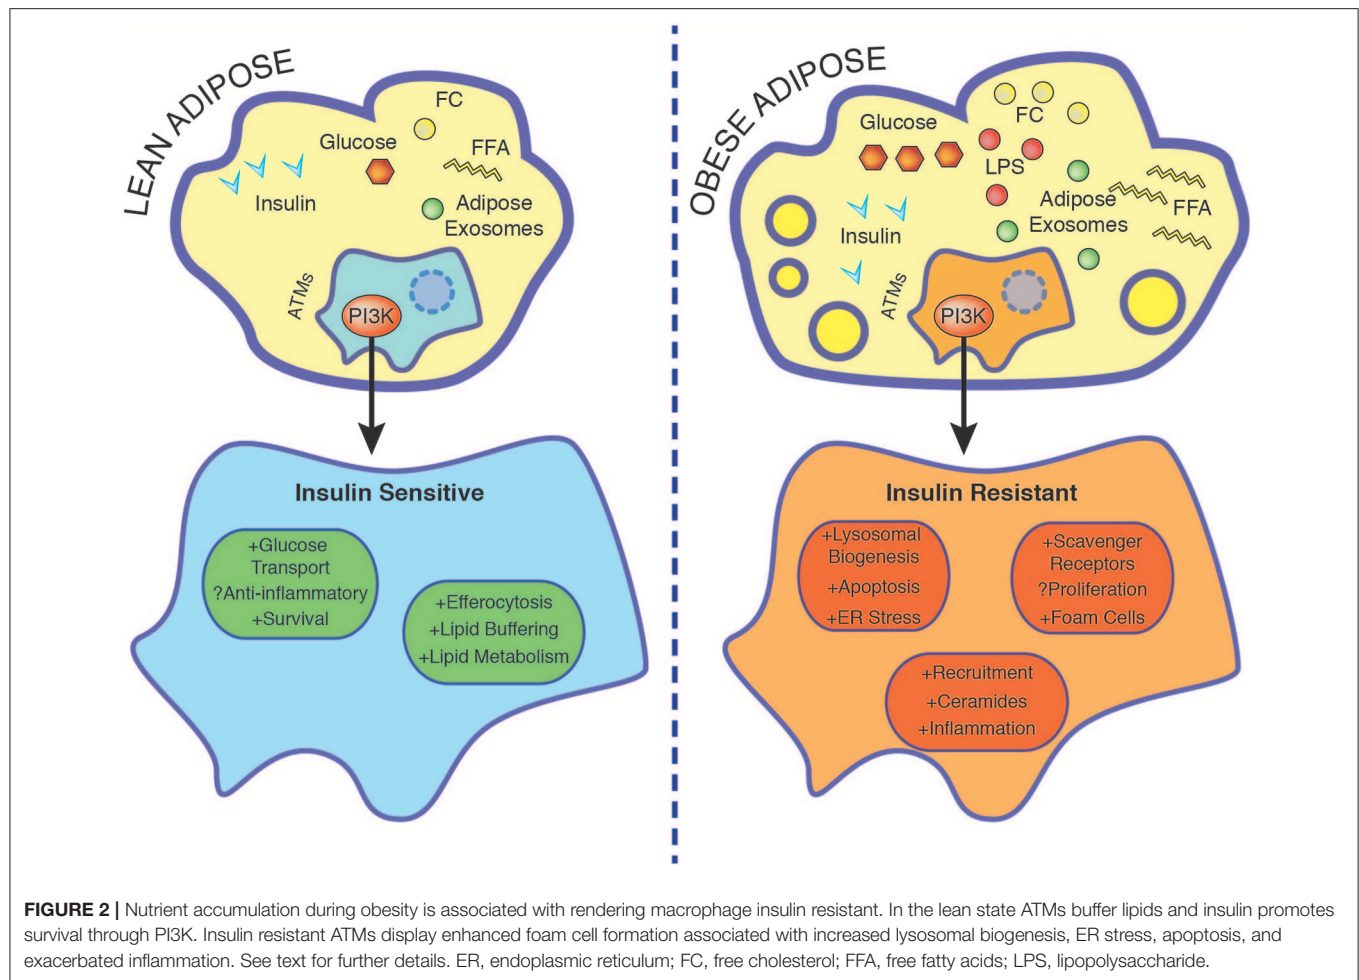 LEAN ADIPOSE
FC
Glucose
FFA
Insulin
Adipose
Exosomes
ATMs
PI3K
Insulin Sensitive
+Glucose
Transport
?Anti-inflammatory
+Survival
+Efferocytosis
+Lipid Buffering
+Lipid Metabolism
OBESE ADIPOSE
FC
Glucose
LPS
Adipose
Exosomes
FFA
Insulin
ATMs
PI3K
Insulin Resistant
+Lysosomal
Biogenesis
+Apoptosis
+ER Stress
+Scavenger
Receptors
?Proliferation
+Foam Cells
+Recruitment
+Ceramides
+Inflammation
FIGURE 2 | Nutrient accumulation during obesity is associated with rendering macrophage insulin resistant. In the lean state ATMs buffer lipids and insulin promotes
survival through PI3K. Insulin resistant ATMs display enhanced foam cell formation associated with increased lysosomal biogenesis, ER stress, apoptosis, and
exacerbated inflammation. See text for further details. ER, endoplasmic reticulum; FC, free cholesterol; FFA, free fatty acids; LPS, lipopolysaccharide.